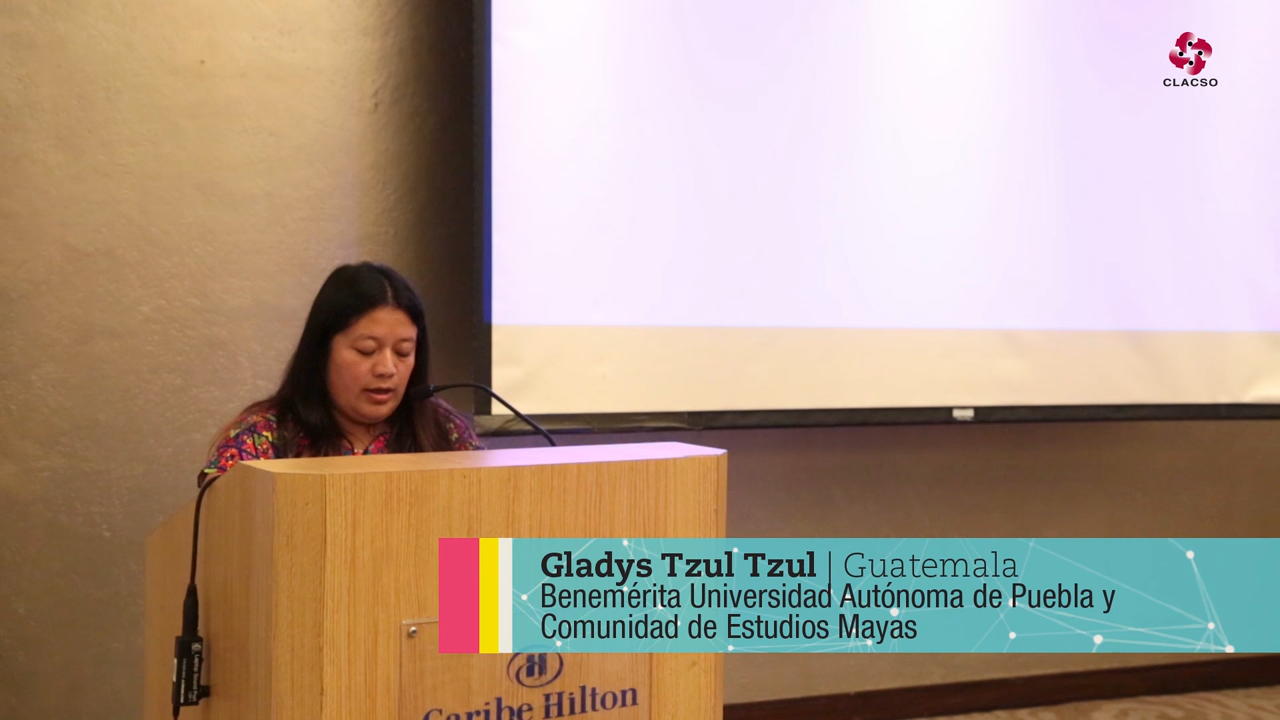 CLACSO
Gladys Tzul Tzul | Guatemala
Benemérita Universidad Autónoma de Puebla y
Comunidad de Estudios Mayas
Caribe Hilton